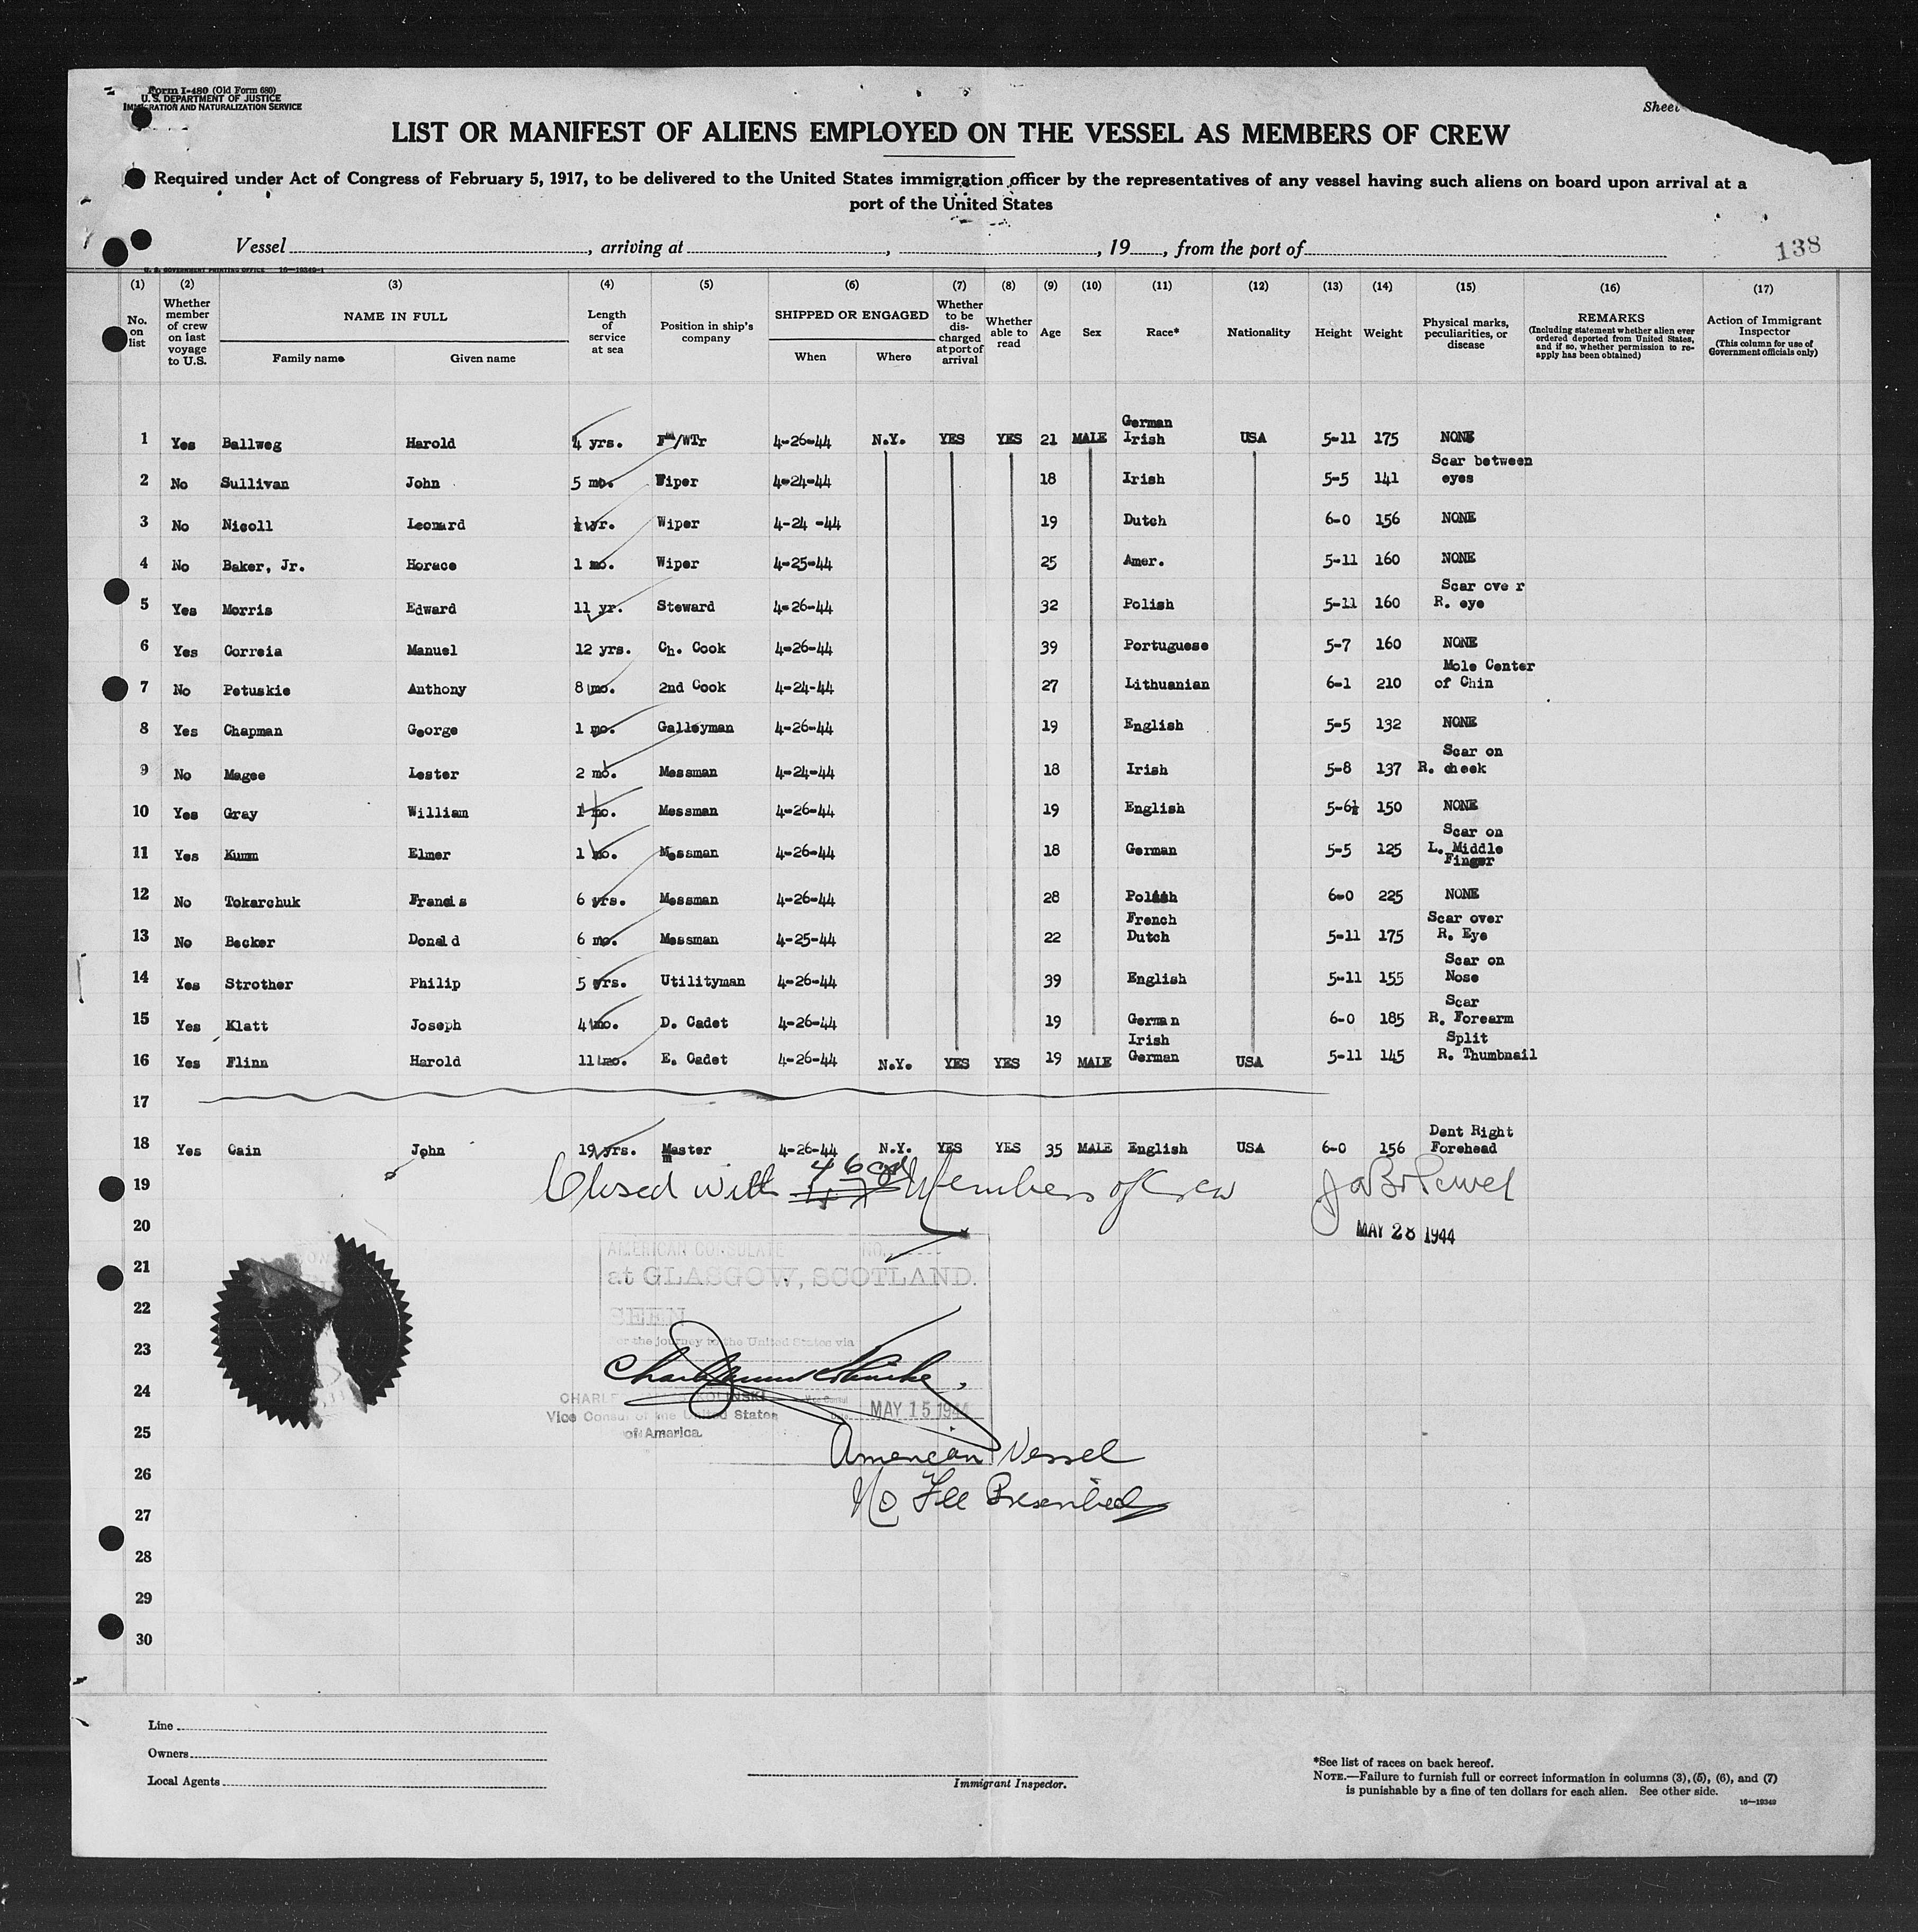 Form I-480 (Old Form 680)
U. S. DEPARTMENT OF JUSTICE
IMMIGRATION AND NATURALIZATION SERVICE
Sheet
LIST OR MANIFEST OF ALIENS EMPLOYED ON THE VESSEL AS MEMBERS OF CREW
Required under Act of Congress of February 5, 1917, to be delivered to the United States immigration officer by the representatives of any vessel having such aliens on board upon arrival at a
port of the United States
Vessel , arriving at , , 19 , from the port of
138
U. S. GOVERNMENT PRINTING OFFICE 16—19349-1
(1) (2) (3) (4) (5) (6) (7) (8) (9) (10) (11) (12) (13) (14) (15) (16) (17)
No. on list
Whether member of crew on last voyage to U.S.
NAME IN FULL
Family name Given name
Length of service at sea
Position in ship's company
SHIPPED OR ENGAGED
When Where
Whether to be discharged at port of arrival
Whether able to read
Age
Sex
Race*
Nationality
Height
Weight
Physical marks, peculiarities, or disease
REMARKS
(Including statement whether alien ever ordered deported from United States, and if so, whether permission to reapply has been obtained)
Action of Immigrant Inspector
(This column for use of Government officials only)
1 Yes Ballweg Harold 4 yrs. Fm/WTr 4-26-44 N.Y. YES YES 21 MALE German Irish USA 5-11 175 NONE
2 No Sullivan John 5 mo. Wiper 4-24-44 18 Irish 5-5 141 Scar between eyes
3 No Nicoll Leonard ½ yr. Wiper 4-24 -44 19 Dutch 6-0 156 NONE
4 No Baker, Jr. Horace 1 mo. Wiper 4-25-44 25 Amer. 5-11 160 NONE
5 Yes Morris Edward 11 yr. Steward 4-26-44 32 Polish 5-11 160 Scar ove r R. eye
6 Yes Correia Manuel 12 yrs. Ch. Cook 4-26-44 39 Portuguese 5-7 160 NONE
7 No Petuskie Anthony 8 mo. 2nd Cook 4-24-44 27 Lithuanian 6-1 210 Mole Center of Chin
8 Yes Chapman George 1 mo. Galleyman 4-26-44 19 English 5-5 132 NONE
9 No Magee Lester 2 mo. Messman 4-24-44 18 Irish 5-8 137 Scar on R. cheek
10 Yes Gray William 1 mo. Messman 4-26-44 19 English 5-6½ 150 NONE
11 Yes Kumm Elmer 1 mo. Messman 4-26-44 18 German 5-5 125 Scar on L. Middle Finger
12 No Tokarchuk Francis 6 yrs. Messman 4-26-44 28 Polish 6-0 225 NONE
13 No Becker Donald 6 mo. Messman 4-25-44 22 French Dutch 5-11 175 Scar over R. Eye
14 Yes Strother Philip 5 yrs. Utilityman 4-26-44 39 English 5-11 155 Scar on Nose
15 Yes Klatt Joseph 4 mo. D. Cadet 4-26-44 19 German 6-0 185 Scar R. Forearm
16 Yes Flinn Harold 11 mo. E. Cadet 4-26-44 N.Y. YES YES 19 MALE Irish German USA 5-11 145 Split R. Thumbnail
17
18 Yes Cain John 19 yrs. Master 4-26-44 N.Y. YES YES 35 MALE English USA 6-0 156 Dent Right Forehead
19 Closed with 46 Members of Crew
20 MAY 28 1944
21
22
23
24
25
26
27
28
29
30
AMERICAN CONSULATE NO.
at GLASGOW, SCOTLAND.
SEEN
For the journey to the United States via
MAY 15 1944
Vice Consul of the United States
of America.
American Vessel
No Fee Prescribed
Line
Owners
Local Agents
Immigrant Inspector.
*See list of races on back hereof.
NOTE.—Failure to furnish full or correct information in columns (3), (5), (6), and (7)
is punishable by a fine of ten dollars for each alien. See other side.
16—19349